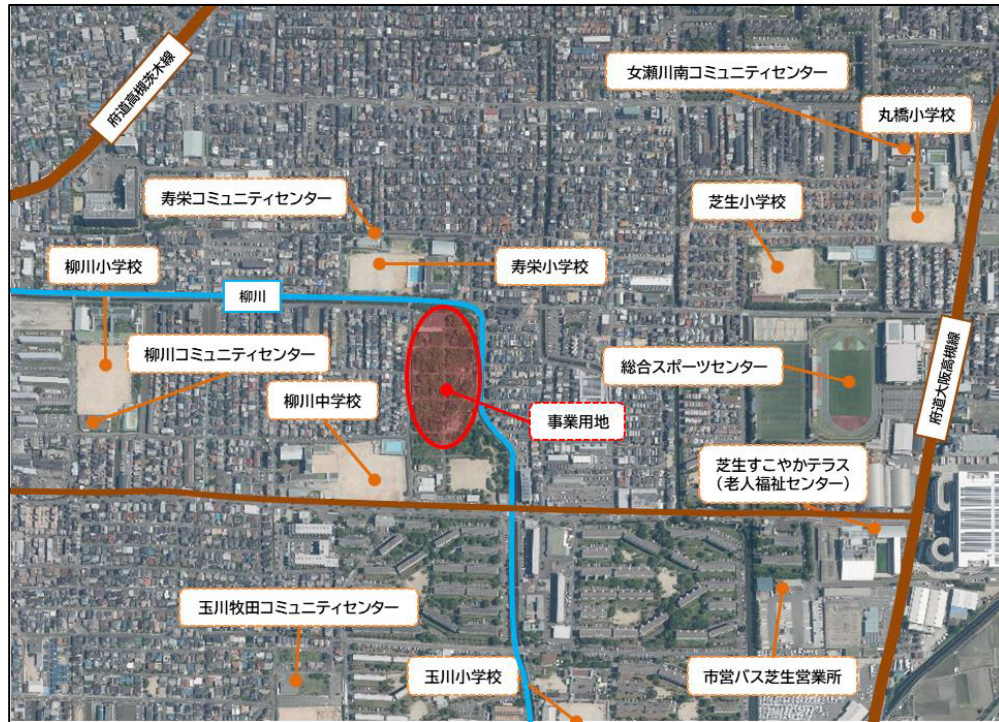 府道高槻茨木線
女瀬川南コミュニティセンター
丸橋小学校
寿栄コミュニティセンター
芝生小学校
柳川小学校
寿栄小学校
柳川
柳川コミュニティセンター
総合スポーツセンター
府道大阪高槻線
柳川中学校
事業用地
芝生すこやかテラス
(老人福祉センター)
玉川牧田コミュニティセンター
玉川小学校
市営バス芝生営業所